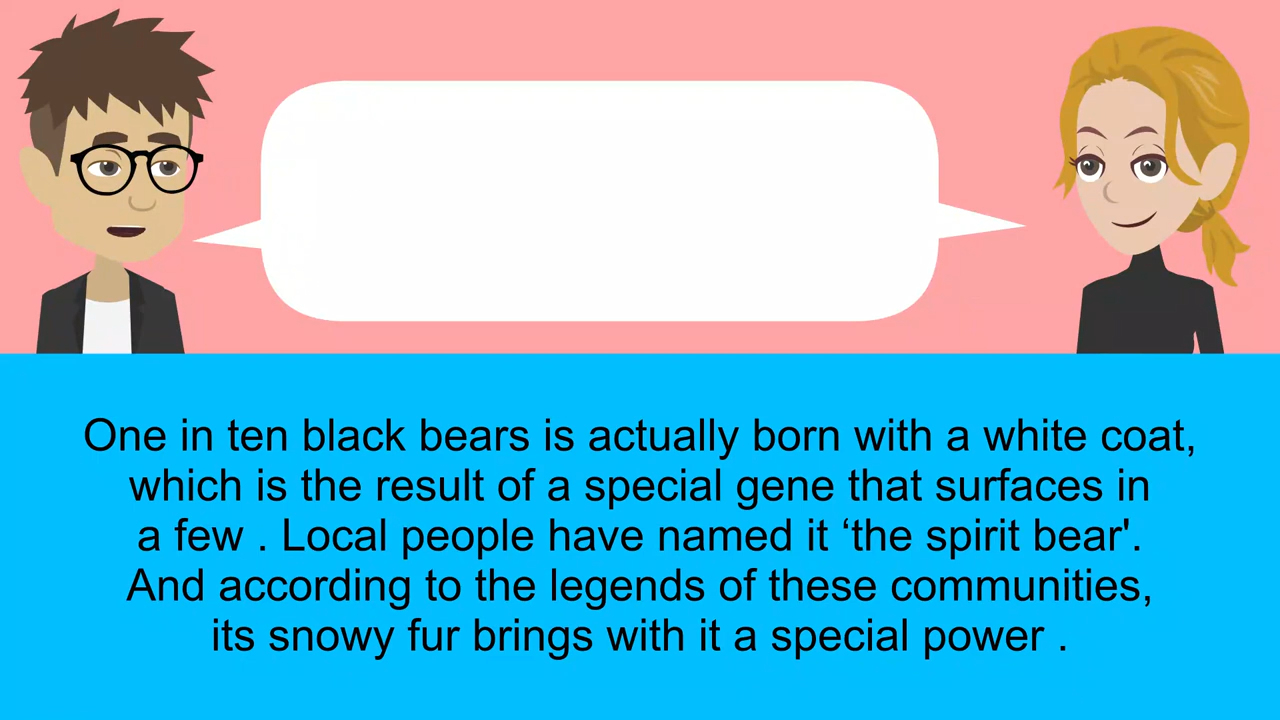 One in ten black bears is actually born with a white coat,
which is the result of a special gene that surfaces in
a few . Local people have named it ‘the spirit bear'.
And according to the legends of these communities,
its snowy fur brings with it a special power .